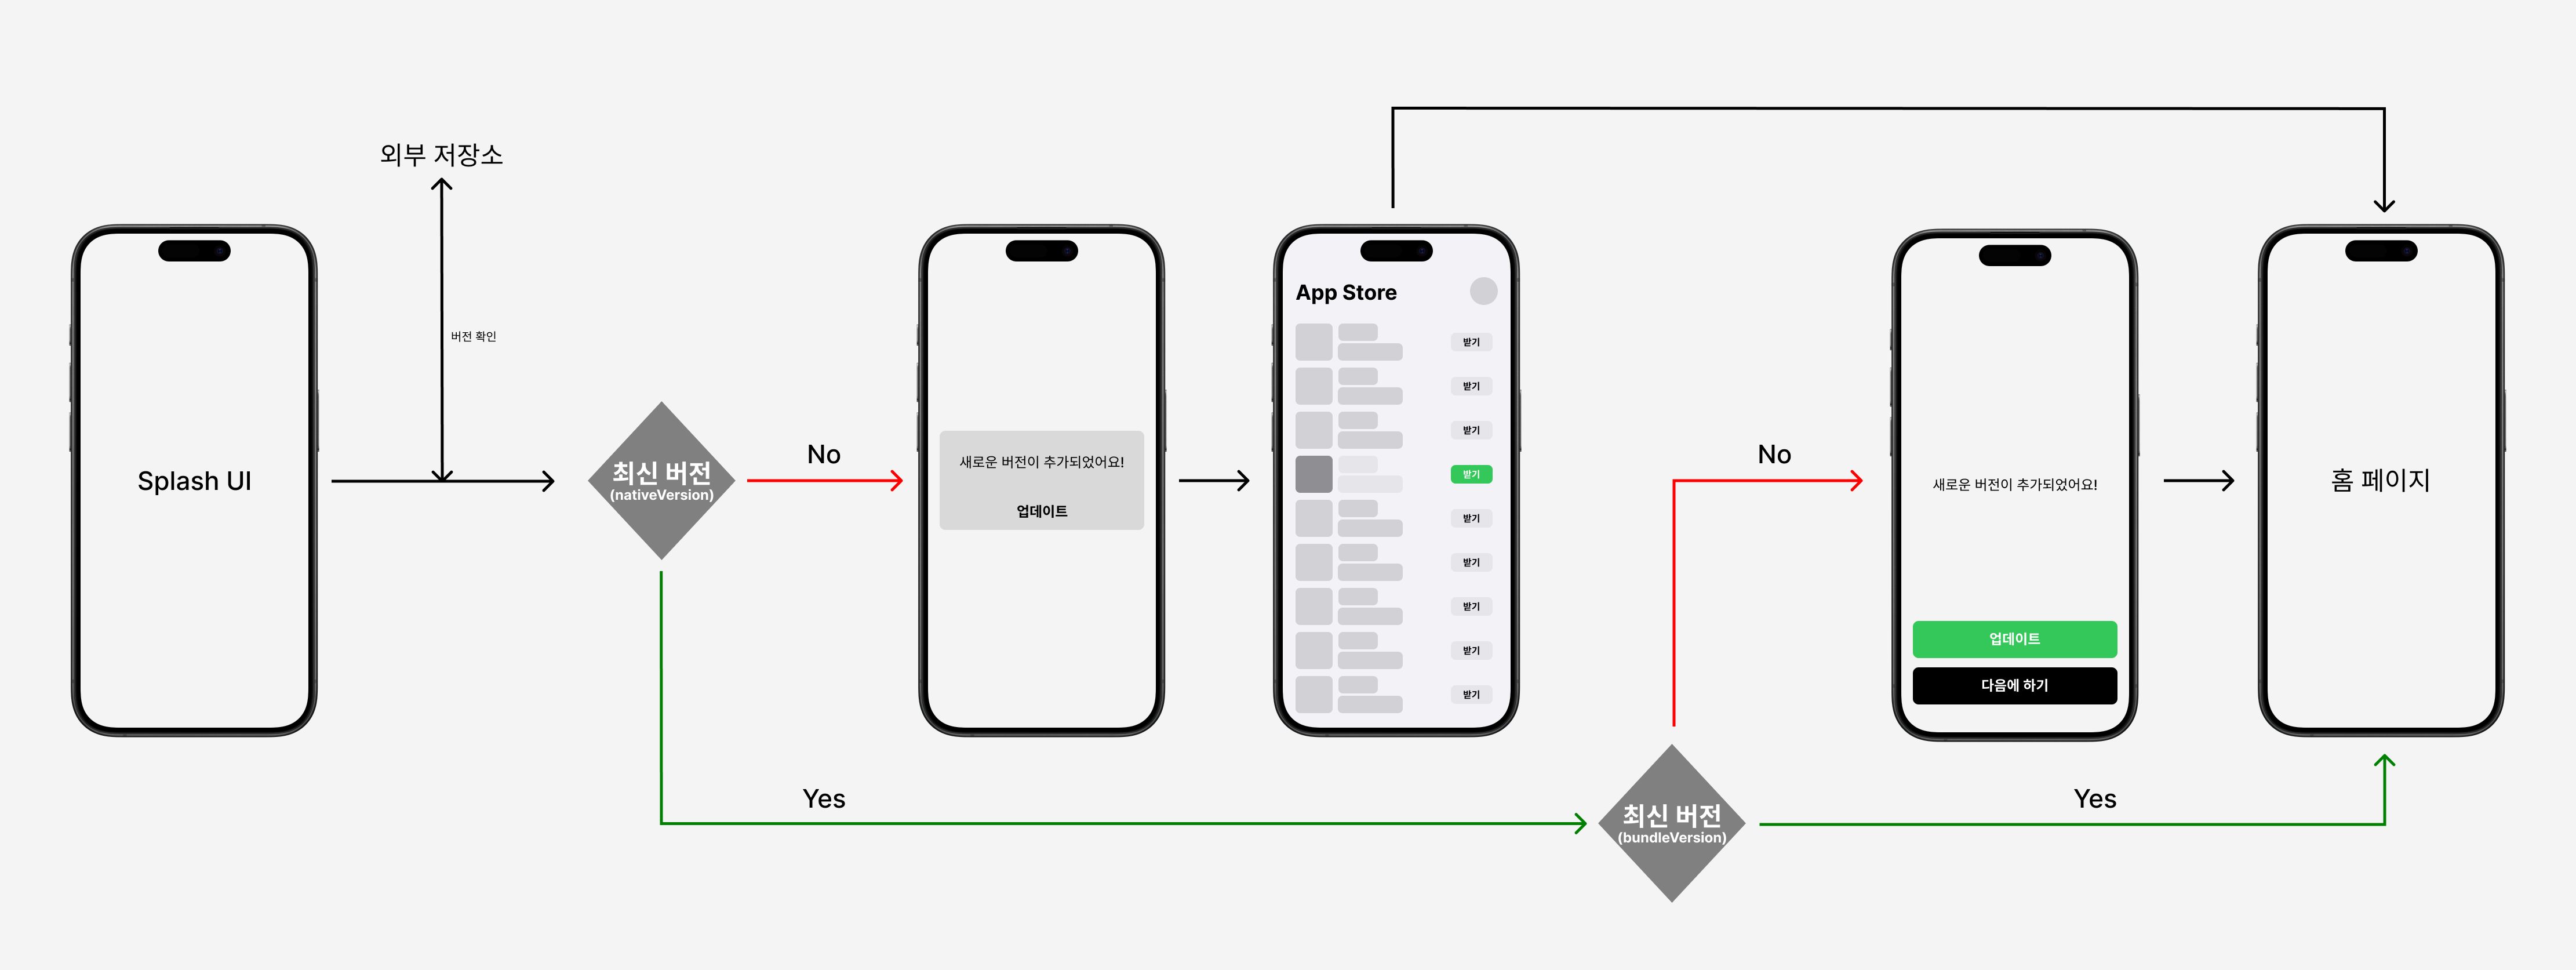 외부 저장소
버전 확인
Splash UI
최신 버전
(nativeVersion)
No
새로운 버전이 추가되었어요!
업데이트
App Store
받기
받기
받기
받기
받기
받기
받기
받기
받기
Yes
최신 버전
(bundleVersion)
No
새로운 버전이 추가되었어요!
업데이트
다음에 하기
Yes
홈 페이지